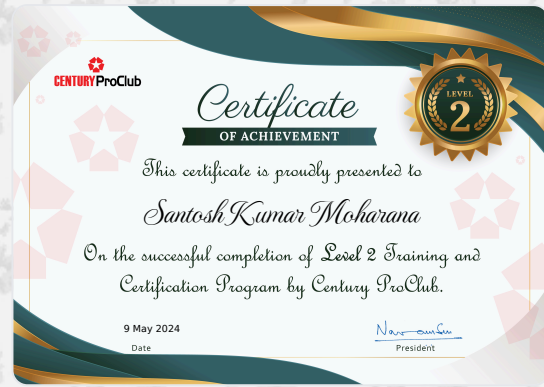 CENTURY ProClub
LEVEL
2
Certificate
OF ACHIEVEMENT
This certificate is proudly presented to
Santosh Kumar Moharana
On the successful completion of Level 2 Training and
Certification Program by Century ProClub.
9 May 2024
Date
President